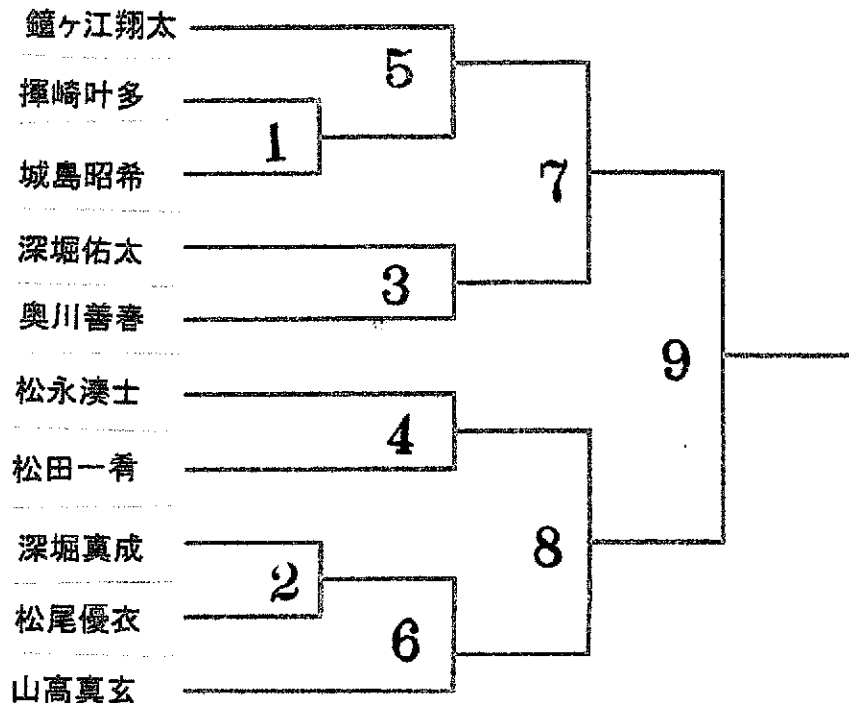 鐘ヶ江翔太
5
揮崎叶多
1
城島昭希
7
深堀佑太
3
奥川善春
9
松永湊士
4
松田一肴
8
深堀真成
2
松尾優衣
6
山高真玄